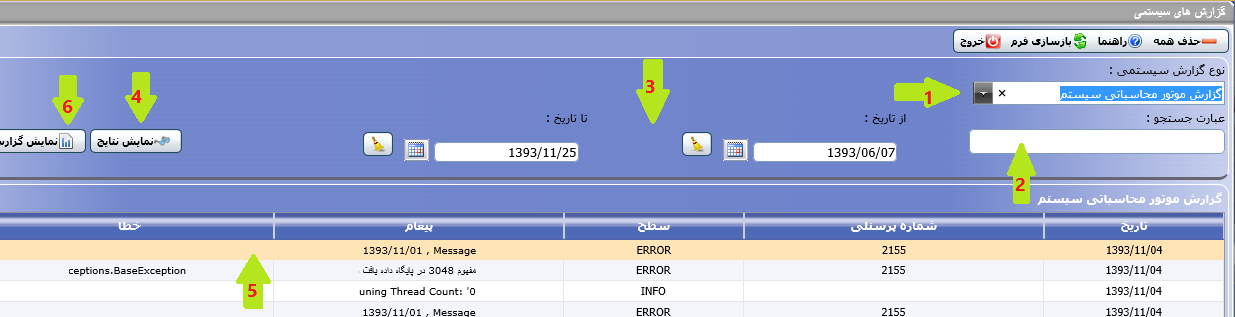 گزارش های سیستمی
حذف همه راهنما بازسازی فرم خروج
نوع گزارش سیستمی :
گزارش موتور محاسباتی سیستم × 1
عبارت جستجو : از تاریخ : تا تاریخ :
3 4 6
1393/06/07 1393/11/25 نمایش نتایج نمایش گزارش
2
گزارش موتور محاسباتی سیستم
تاریخ شماره پرسنلی سطح پیغام خطا
1393/11/04 2155 ERROR 1393/11/01 , Message
1393/11/04 2155 ERROR مفهوم 3048 در پایگاه داده یافت ceptions.BaseException
5
1393/11/04 INFO uning Thread Count: '0
1393/11/04 2155 ERROR 1393/11/01 , Message